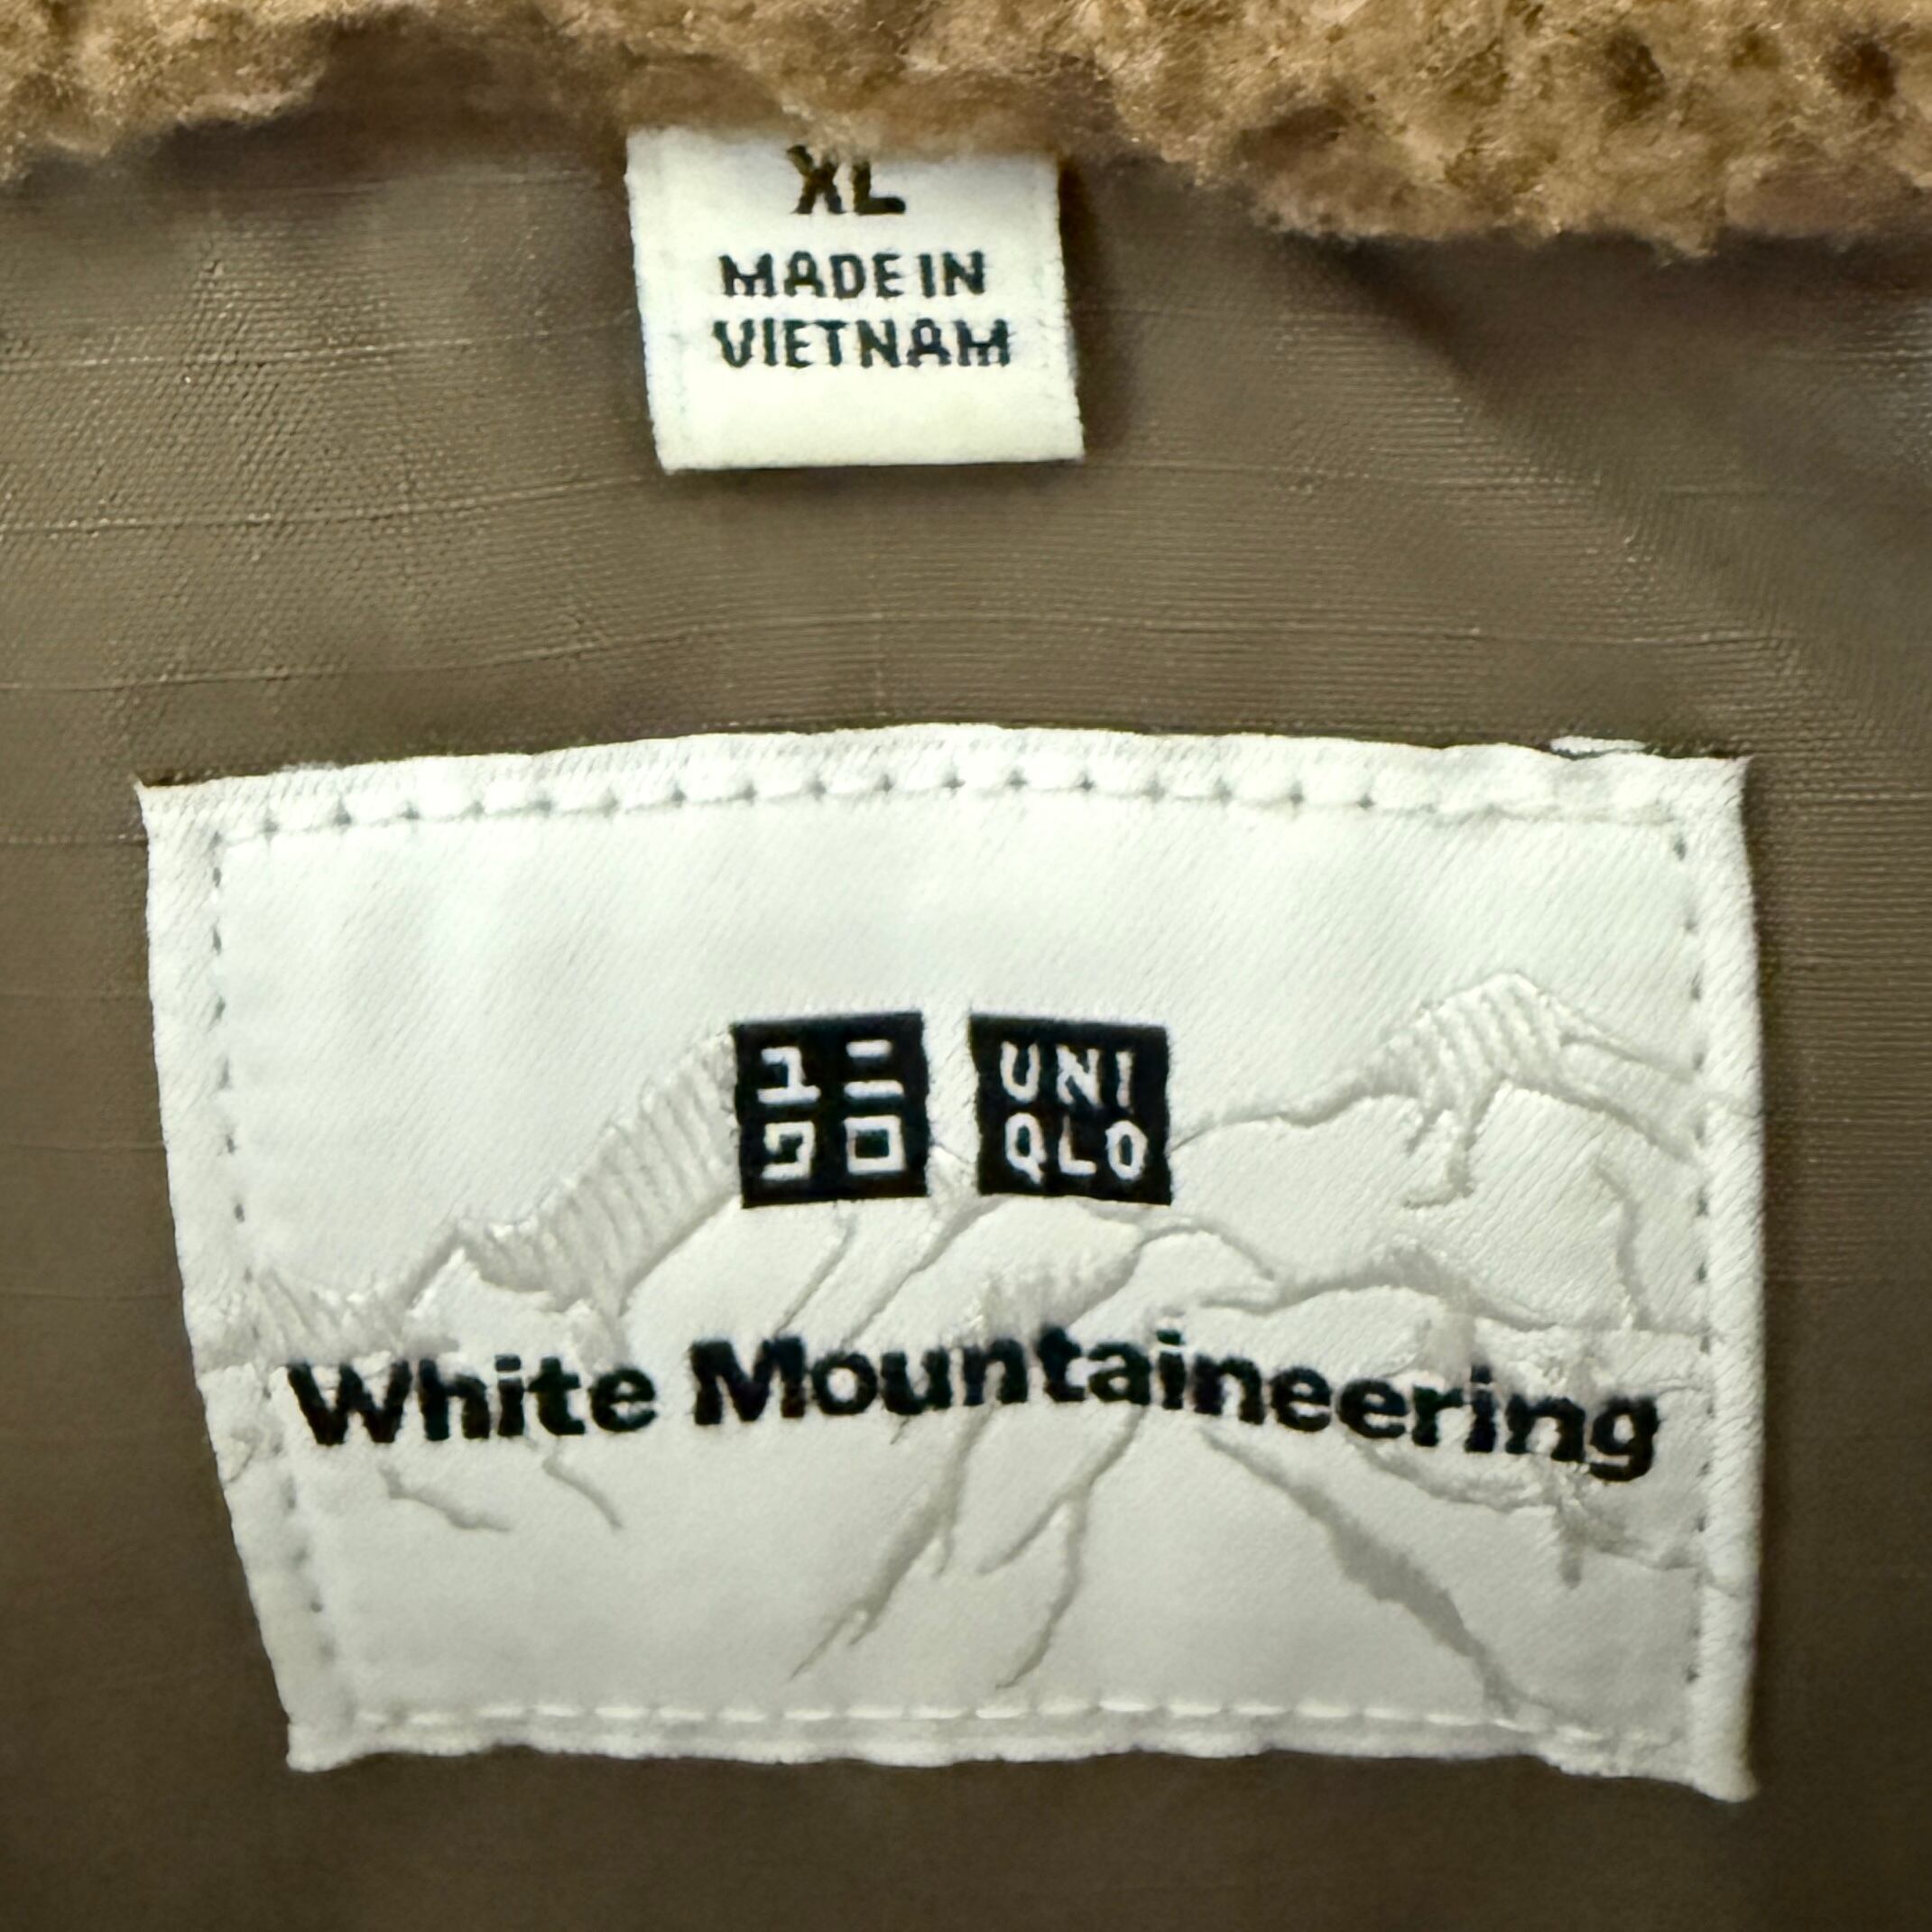 XL
MADE IN
VIETNAM
ユニ
クロ
UNI
QLO
White Mountaineering